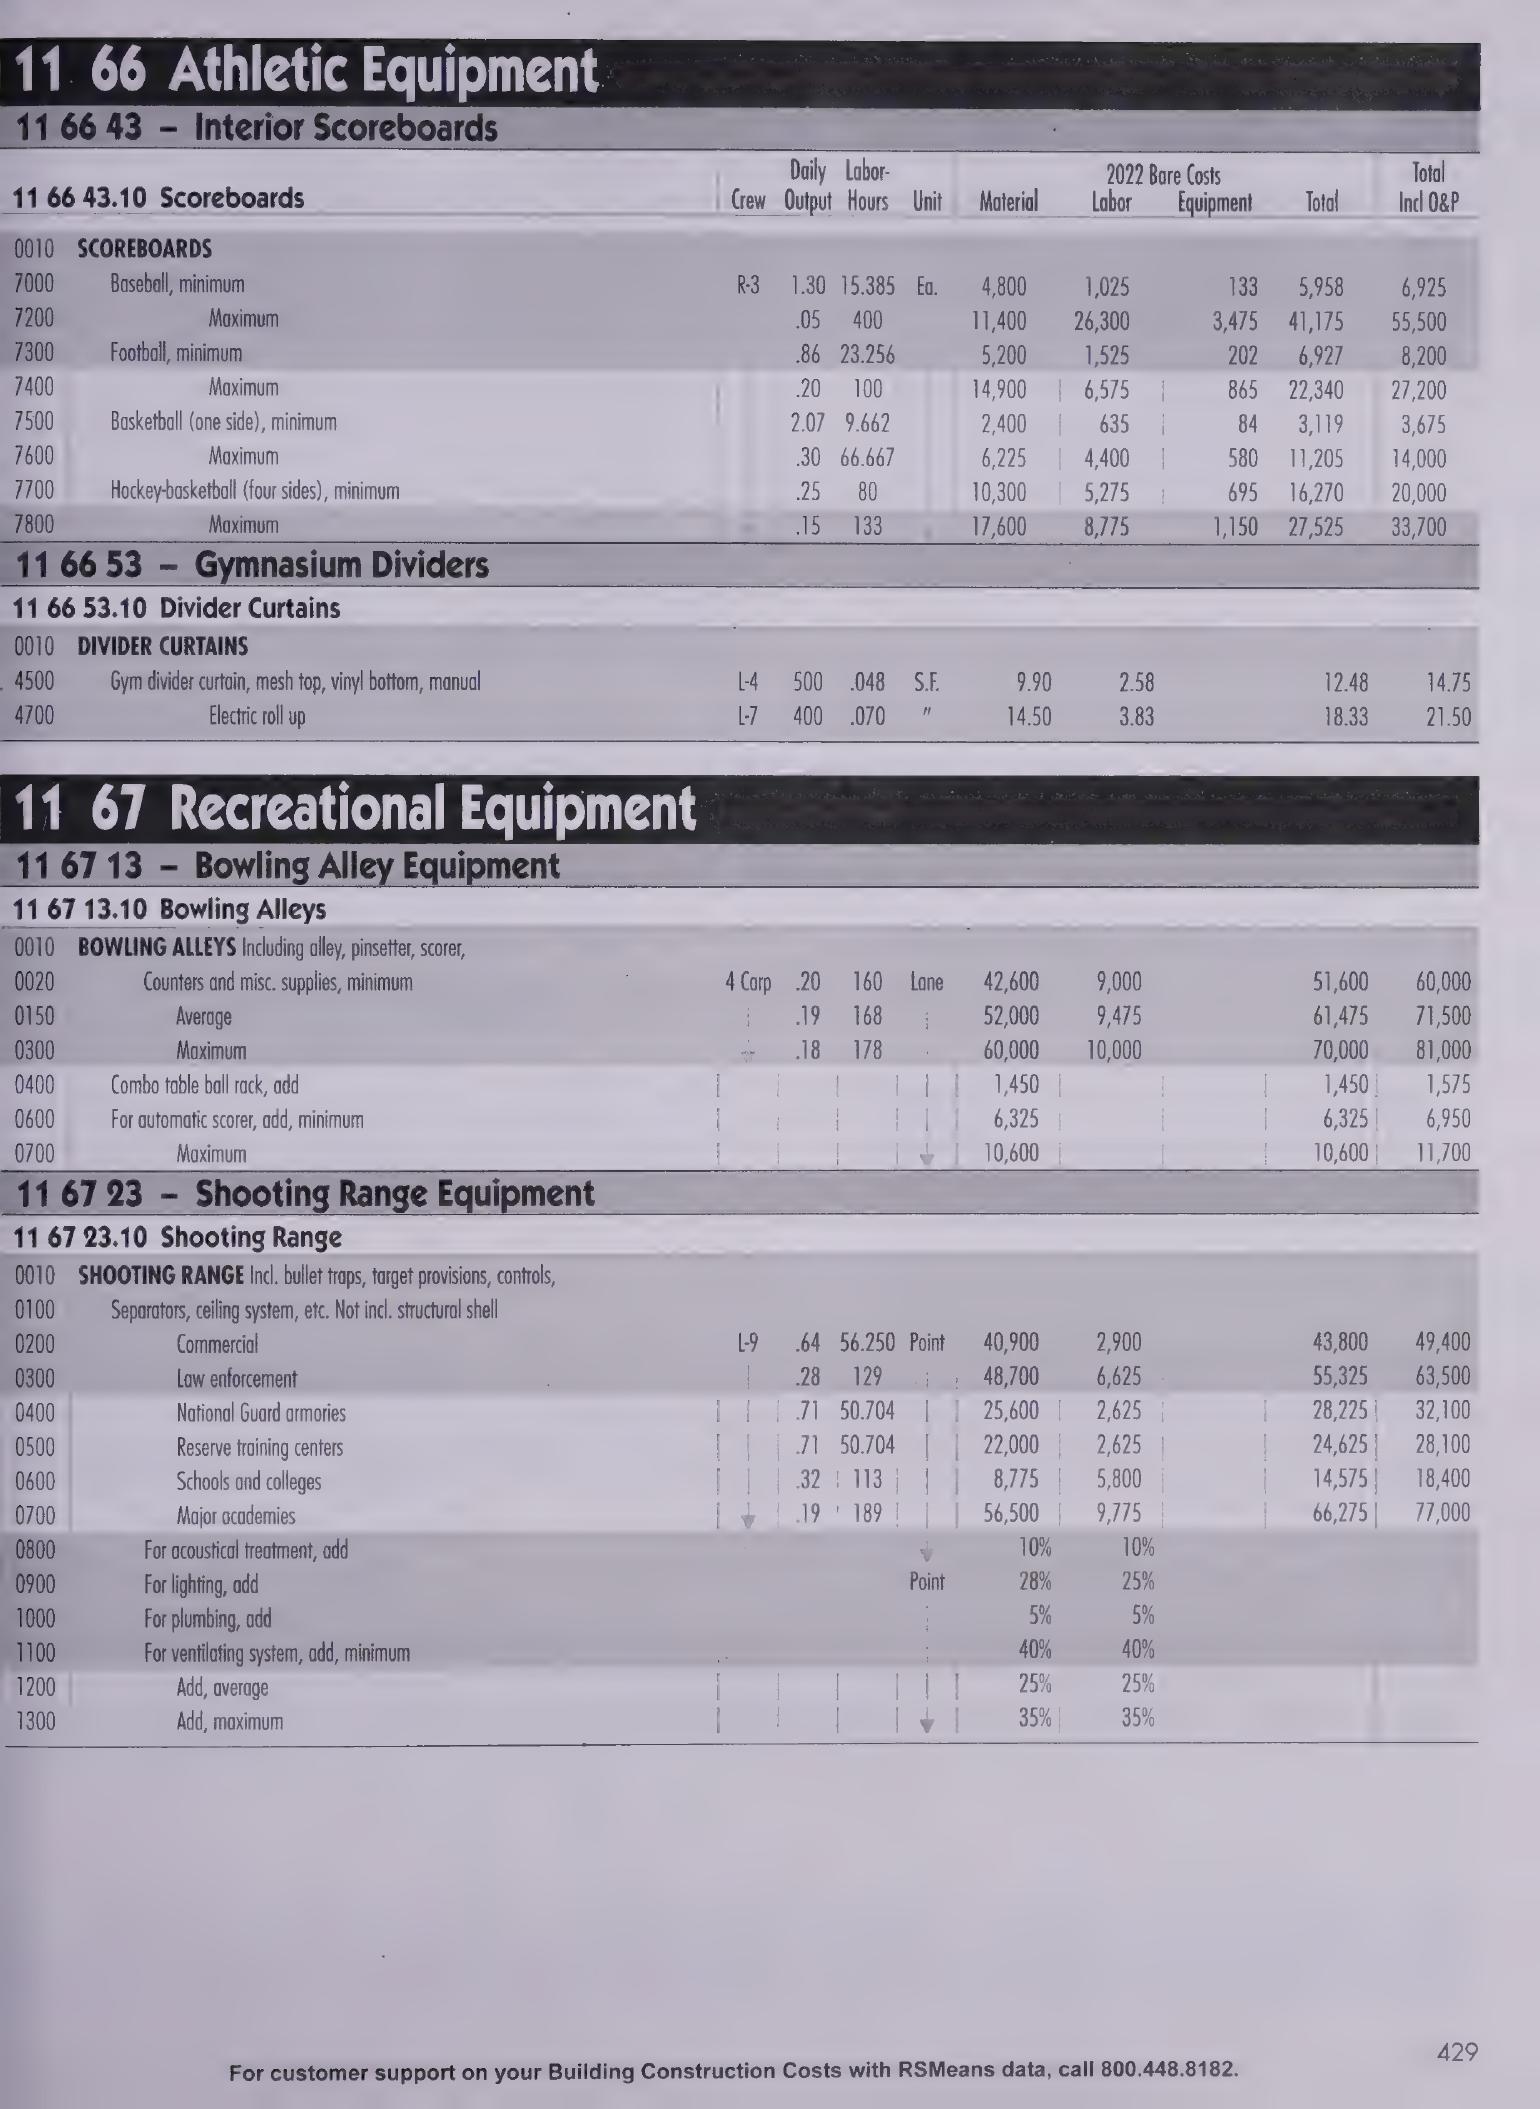 11 66 Athletic Equipment
11 66 43 – Interior Scoreboards
Daily Labor- 2022 Bare Costs Total
11 66 43.10 Scoreboards Crew Output Hours Unit Material Labor Equipment Total Incl O&P
0010 SCOREBOARDS
7000 Baseball, minimum R-3 1.30 15.385 Ea. 4,800 1,025 133 5,958 6,925
7200 Maximum .05 400 11,400 26,300 3,475 41,175 55,500
7300 Football, minimum .86 23.256 5,200 1,525 202 6,927 8,200
7400 Maximum .20 100 14,900 6,575 865 22,340 27,200
7500 Basketball (one side), minimum 2.07 9.662 2,400 635 84 3,119 3,675
7600 Maximum .30 66.667 6,225 4,400 580 11,205 14,000
7700 Hockey-basketball (four sides), minimum .25 80 10,300 5,275 695 16,270 20,000
7800 Maximum .15 133 17,600 8,775 1,150 27,525 33,700
11 66 53 – Gymnasium Dividers
11 66 53.10 Divider Curtains
0010 DIVIDER CURTAINS
4500 Gym divider curtain, mesh top, vinyl bottom, manual L-4 500 .048 S.F. 9.90 2.58 12.48 14.75
4700 Electric roll up L-7 400 .070 " 14.50 3.83 18.33 21.50
11 67 Recreational Equipment
11 67 13 – Bowling Alley Equipment
11 67 13.10 Bowling Alleys
0010 BOWLING ALLEYS Including alley, pinsetter, scorer,
0020 Counters and misc. supplies, minimum 4 Carp .20 160 Lane 42,600 9,000 51,600 60,000
0150 Average .19 168 52,000 9,475 61,475 71,500
0300 Maximum .18 178 60,000 10,000 70,000 81,000
0400 Combo table ball rack, add 1,450 1,450 1,575
0600 For automatic scorer, add, minimum 6,325 6,325 6,950
0700 Maximum 10,600 10,600 11,700
11 67 23 – Shooting Range Equipment
11 67 23.10 Shooting Range
0010 SHOOTING RANGE Incl. bullet traps, target provisions, controls,
0100 Separators, ceiling system, etc. Not incl. structural shell
0200 Commercial L-9 .64 56.250 Point 40,900 2,900 43,800 49,400
0300 Law enforcement .28 129 48,700 6,625 55,325 63,500
0400 National Guard armories .71 50.704 25,600 2,625 28,225 32,100
0500 Reserve training centers .71 50.704 22,000 2,625 24,625 28,100
0600 Schools and colleges .32 113 8,775 5,800 14,575 18,400
0700 Major academies .19 189 56,500 9,775 66,275 77,000
0800 For acoustical treatment, add 10% 10%
0900 For lighting, add Point 28% 25%
1000 For plumbing, add 5% 5%
1100 For ventilating system, add, minimum 40% 40%
1200 Add, average 25% 25%
1300 Add, maximum 35% 35%
For customer support on your Building Construction Costs with RSMeans data, call 800.448.8182.
429